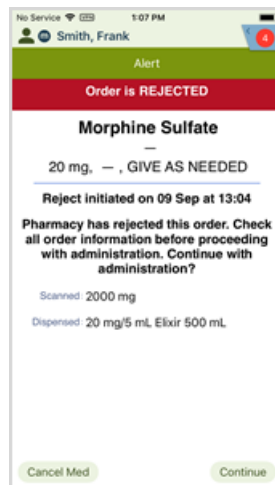 No Service 1:07 PM
Smith, Frank 4
Alert
Order is REJECTED
Morphine Sulfate
—
20 mg, — , GIVE AS NEEDED
Reject initiated on 09 Sep at 13:04
Pharmacy has rejected this order. Check
all order information before proceeding
with administration. Continue with
administration?
Scanned: 2000 mg
Dispensed: 20 mg/5 mL Elixir 500 mL
Cancel Med Continue